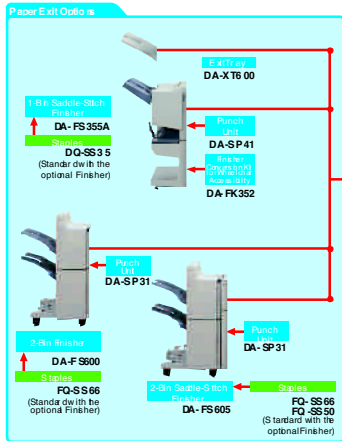 Paper Exit Options
Exit Tray
DA-XT600
1-Bin Saddle-Stitch
Finisher
DA-FS355A
Staples
DQ-SS35
(Standard with the
optional Finisher)
Punch
Unit
DA-SP41
Finisher
Conversion Kit
for Wheelchair
Accessibility
DA-FK352
Punch
Unit
DA-SP31
2-Bin Finisher
DA-FS600
Staples
FQ-SS66
(Standard with the
optional Finisher)
Punch
Unit
DA-SP31
2-Bin Saddle-Stitch
Finisher
DA-FS605
Staples
FQ-SS66
FQ-SS50
(Standard with the
optional Finisher)